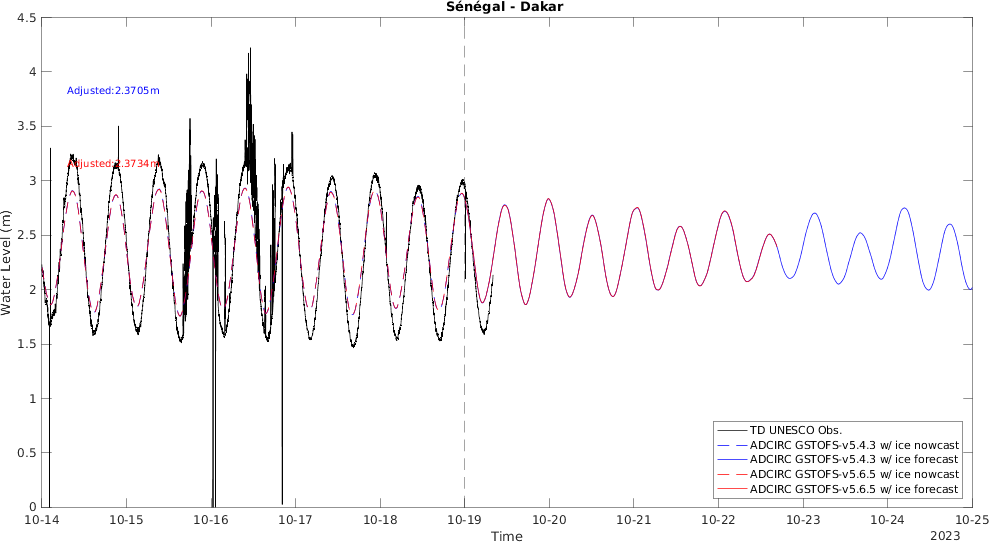 Sénégal - Dakar
4.5
4
3.5
3
2.5
2
1.5
1
0.5
0
Water Level (m)
Adjusted:2.3705m
Adjusted:2.3734m
TD UNESCO Obs.
ADCIRC GSTOFS-v5.4.3 w/ ice nowcast
ADCIRC GSTOFS-v5.4.3 w/ ice forecast
ADCIRC GSTOFS-v5.6.5 w/ ice nowcast
ADCIRC GSTOFS-v5.6.5 w/ ice forecast
10-14 10-15 10-16 10-17 10-18 10-19 10-20 10-21 10-22 10-23 10-24 10-25
Time
2023